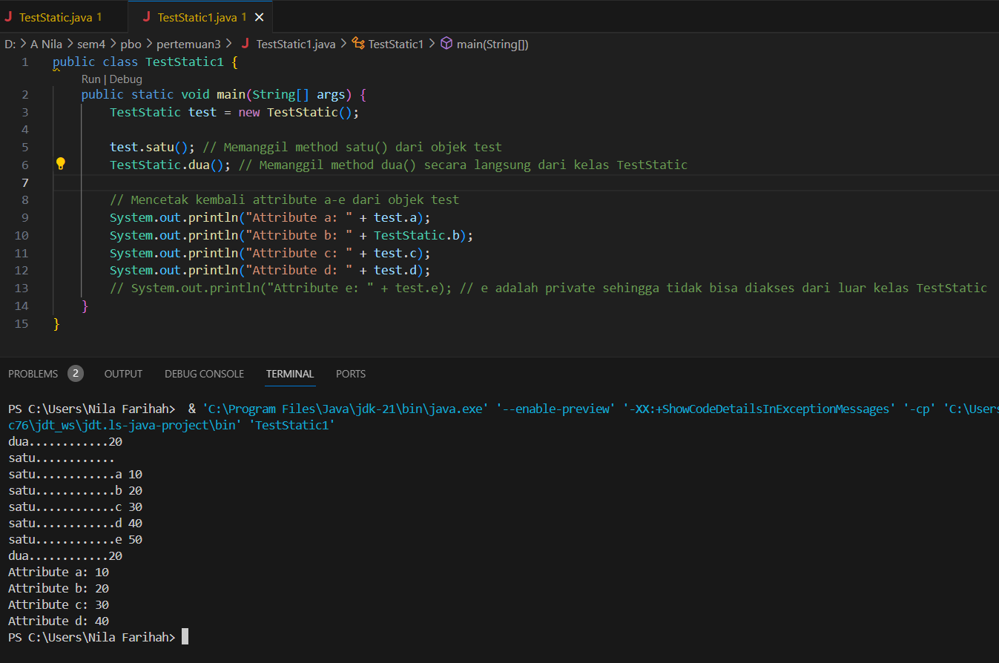 TestStatic.java 1 TestStatic1.java 1
D: > A Nila > sem4 > pbo > pertemuan3 > TestStatic1.java > TestStatic1 > main(String[])
1 public class TestStatic1 {
Run | Debug
2 public static void main(String[] args) {
3 TestStatic test = new TestStatic();
4
5 test.satu(); // Memanggil method satu() dari objek test
6 TestStatic.dua(); // Memanggil method dua() secara langsung dari kelas TestStatic
7
8 // Mencetak kembali attribute a-e dari objek test
9 System.out.println("Attribute a: " + test.a);
10 System.out.println("Attribute b: " + TestStatic.b);
11 System.out.println("Attribute c: " + test.c);
12 System.out.println("Attribute d: " + test.d);
13 // System.out.println("Attribute e: " + test.e); // e adalah private sehingga tidak bisa diakses dari luar kelas TestStatic
14 }
15 }
PROBLEMS 2 OUTPUT DEBUG CONSOLE TERMINAL PORTS
PS C:\Users\Nila Farihah> & 'C:\Program Files\Java\jdk-21\bin\java.exe' '--enable-preview' '-XX:+ShowCodeDetailsInExceptionMessages' '-cp' 'C:\Users
c76\jdt_ws\jdt.ls-java-project\bin' 'TestStatic1'
dua............20
satu............
satu............a 10
satu............b 20
satu............c 30
satu............d 40
satu............e 50
dua............20
Attribute a: 10
Attribute b: 20
Attribute c: 30
Attribute d: 40
PS C:\Users\Nila Farihah>